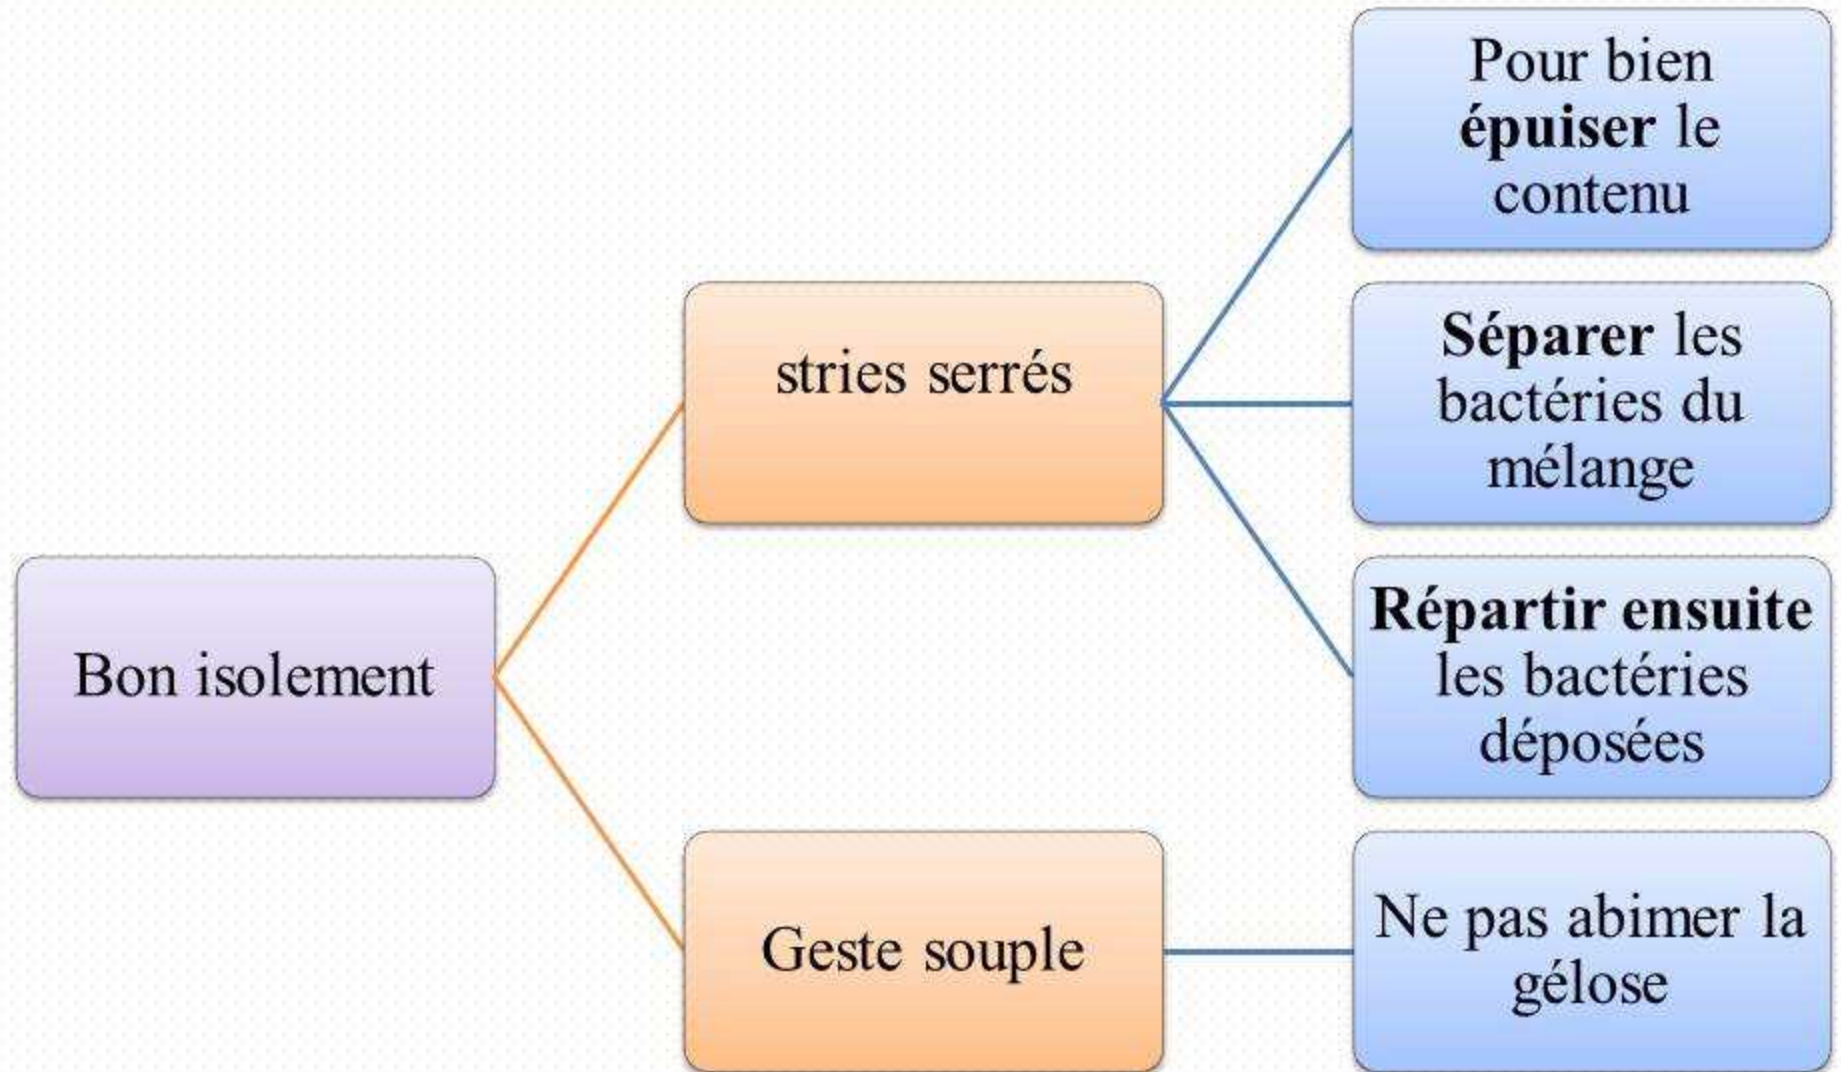 Pour bien
épuiser le
contenu
stries serrés
Séparer les
bactéries du
mélange
Bon isolement
Répartir ensuite
les bactéries
déposées
Geste souple
Ne pas abimer la
gélose